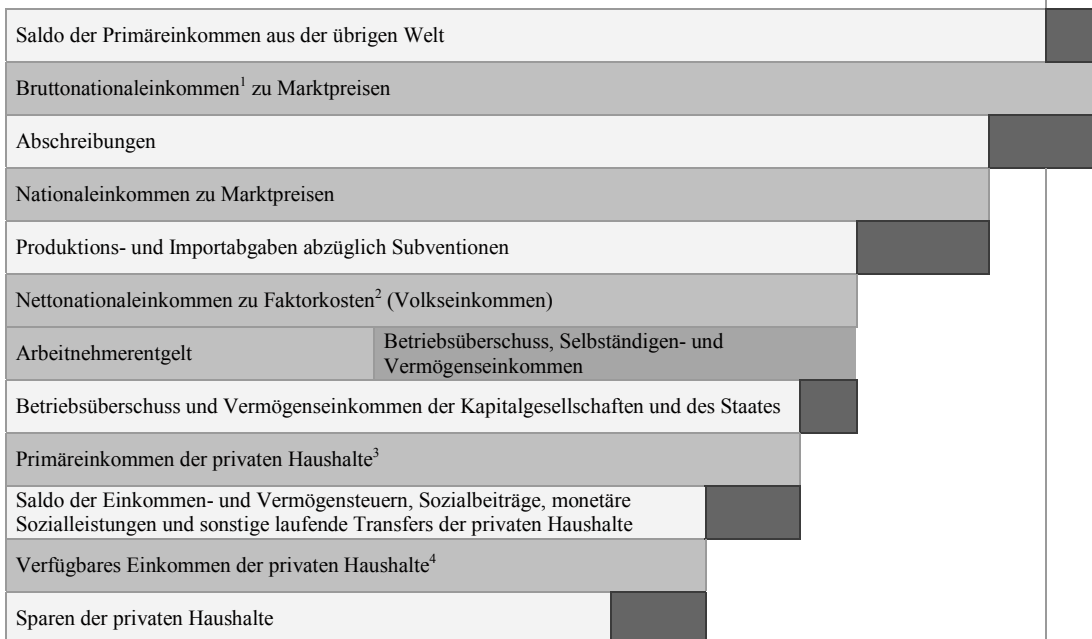 Saldo der Primäreinkommen aus der übrigen Welt
Bruttonationaleinkommen¹ zu Marktpreisen
Abschreibungen
Nationaleinkommen zu Marktpreisen
Produktions- und Importabgaben abzüglich Subventionen
Nettonationaleinkommen zu Faktorkosten² (Volkseinkommen)
Arbeitnehmerentgelt
Betriebsüberschuss, Selbständigen- und
Vermögenseinkommen
Betriebsüberschuss und Vermögenseinkommen der Kapitalgesellschaften und des Staates
Primäreinkommen der privaten Haushalte³
Saldo der Einkommen- und Vermögensteuern, Sozialbeiträge, monetäre
Sozialleistungen und sonstige laufende Transfers der privaten Haushalte
Verfügbares Einkommen der privaten Haushalte⁴
Sparen der privaten Haushalte